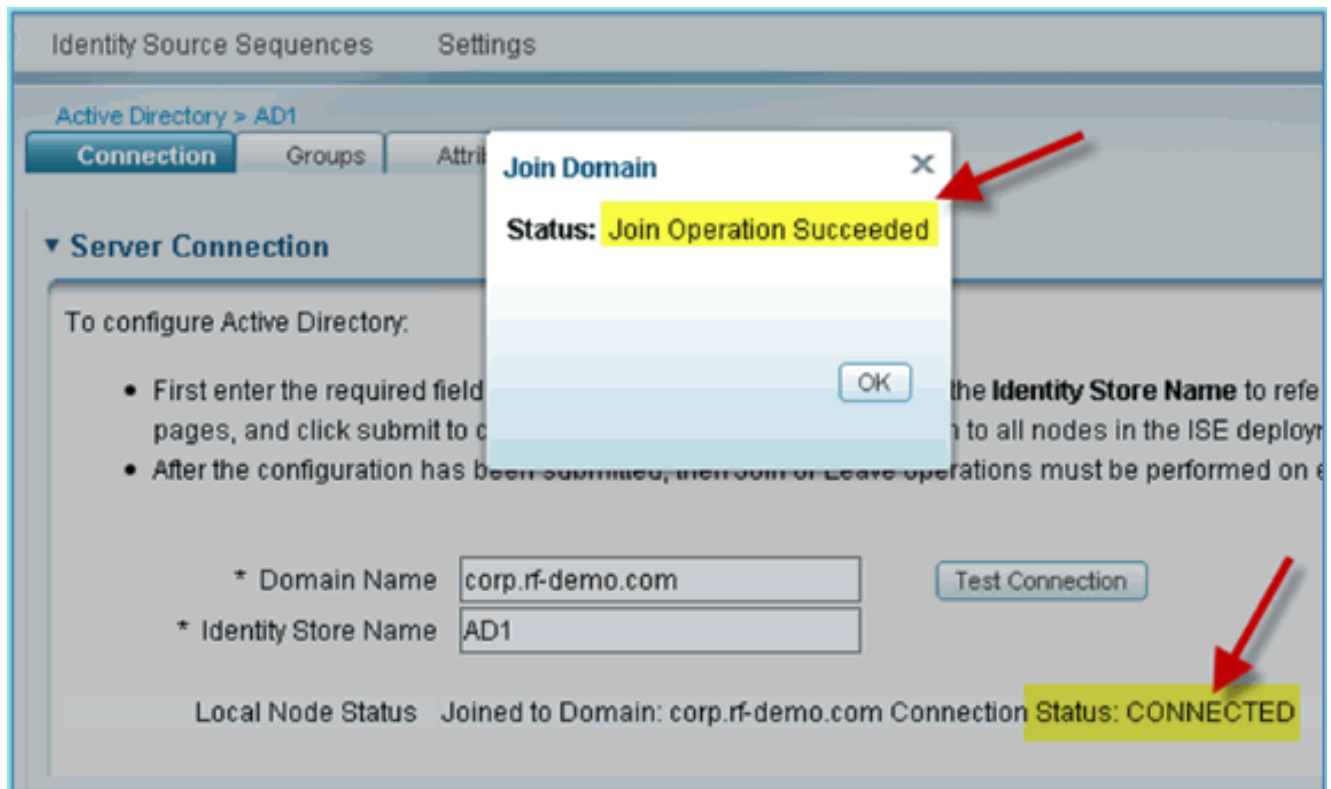 Identity Source Sequences Settings
Active Directory > AD1
Connection Groups Attri
Join Domain
Status: Join Operation Succeeded
OK
Server Connection
To configure Active Directory:
• First enter the required field the Identity Store Name to refe
pages, and click submit to c to all nodes in the ISE deployr
• After the configuration has been submitted, then Join or Leave operations must be performed on e
* Domain Name corp.rf-demo.com Test Connection
* Identity Store Name AD1
Local Node Status Joined to Domain: corp.rf-demo.com Connection Status: CONNECTED